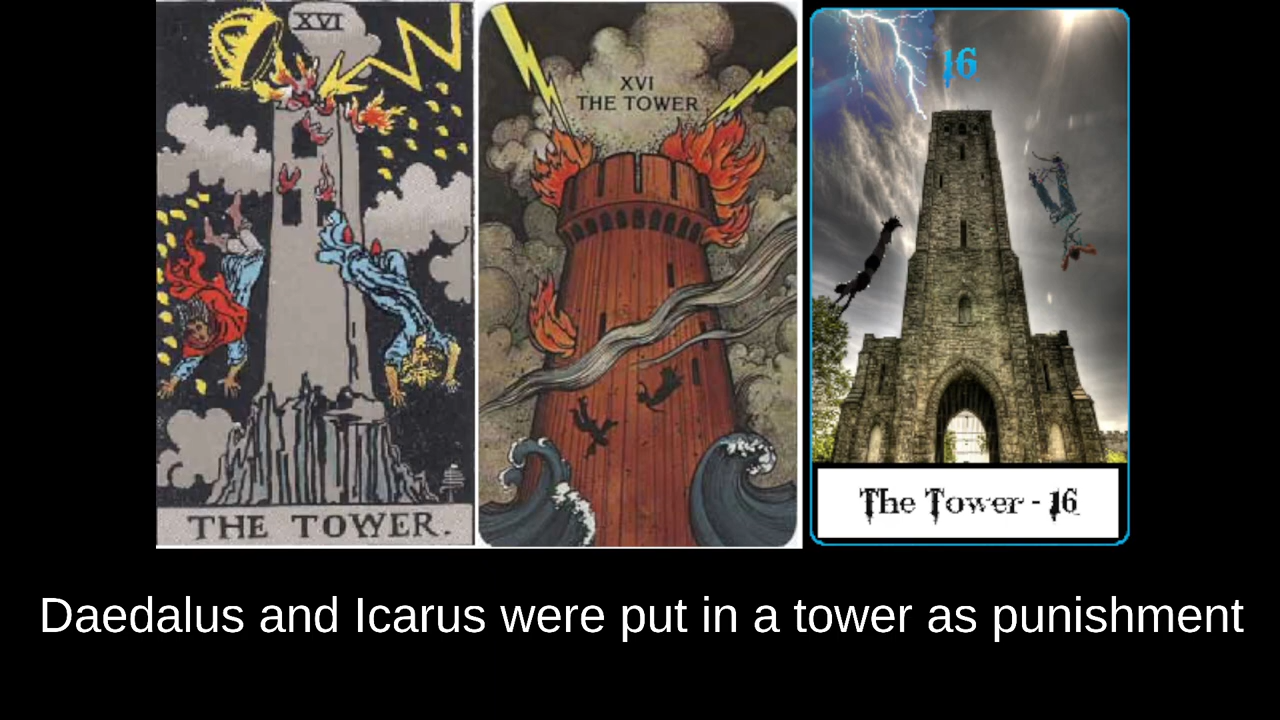 XVI
THE TOWER.
XVI
THE TOWER
16
The Tower - 16
Daedalus and Icarus were put in a tower as punishment